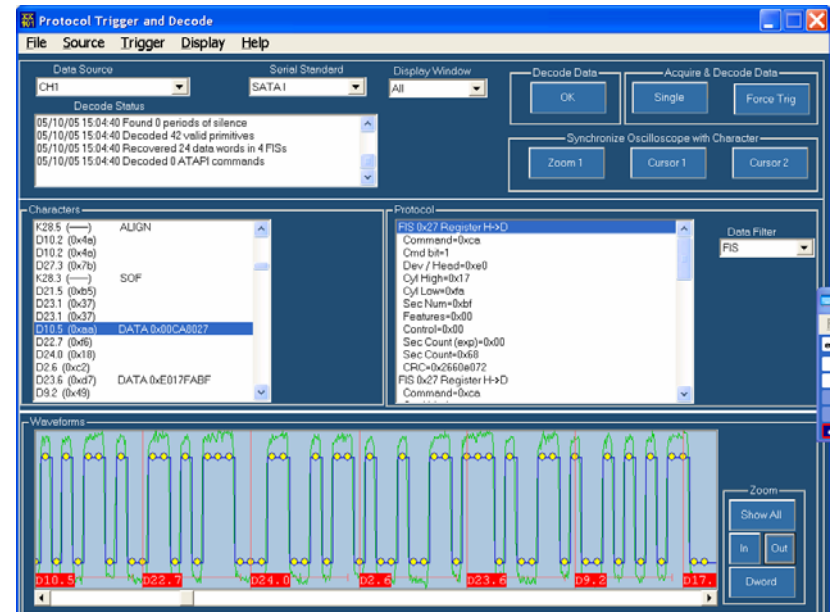 Protocol Trigger and Decode
File Source Trigger Display Help
Data Source
Serial Standard
Display Window
CH1
SATA I
All
Decode Data
OK
Acquire & Decode Data
Single
Force Trig
Decode Status
05/10/05 15:04:40 Found 0 periods of silence
05/10/05 15:04:40 Decoded 42 valid primitives
05/10/05 15:04:40 Recovered 24 data words in 4 FISs
05/10/05 15:04:40 Decoded 0 ATAPI commands
Synchronize Oscilloscope with Character
Zoom 1
Cursor 1
Cursor 2
Characters
K28.5 (-----) ALIGN
D10.2 (0x4a)
D10.2 (0x4a)
D27.3 (0x7b)
K28.3 (-----) SOF
D21.5 (0xb5)
D23.1 (0x37)
D23.1 (0x37)
D10.5 (0xaa) DATA 0x00CA8027
D22.7 (0xf6)
D24.0 (0x18)
D2.6 (0xc2)
D23.6 (0xd7) DATA 0xE017FABF
D9.2 (0x49)
Protocol
FIS 0x27 Register H->D
Command=0xca
Cmd bit=1
Dev / Head=0xe0
Cyl High=0x17
Cyl Low=0xfa
Sec Num=0xbf
Features=0x00
Control=0x00
Sec Count (exp)=0x00
Sec Count=0x68
CRC=0x2660e072
FIS 0x27 Register H->D
Command=0xca
Data Filter
FIS
Waveforms
D10.5
D22.7
D24.0
D2.6
D23.6
D9.2
D17.
Zoom
Show All
In
Out
Dword